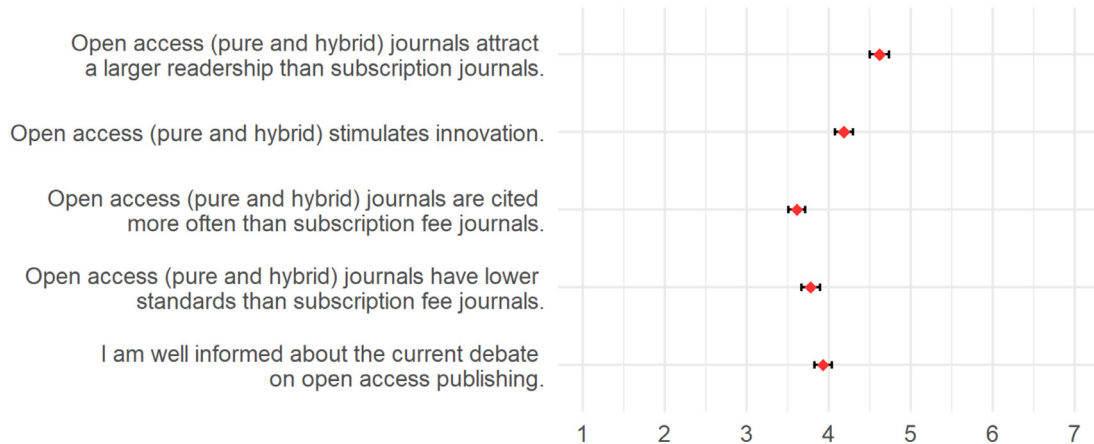 Open access (pure and hybrid) journals attract
a larger readership than subscription journals.
Open access (pure and hybrid) stimulates innovation.
Open access (pure and hybrid) journals are cited
more often than subscription fee journals.
Open access (pure and hybrid) journals have lower
standards than subscription fee journals.
I am well informed about the current debate
on open access publishing.
1 2 3 4 5 6 7